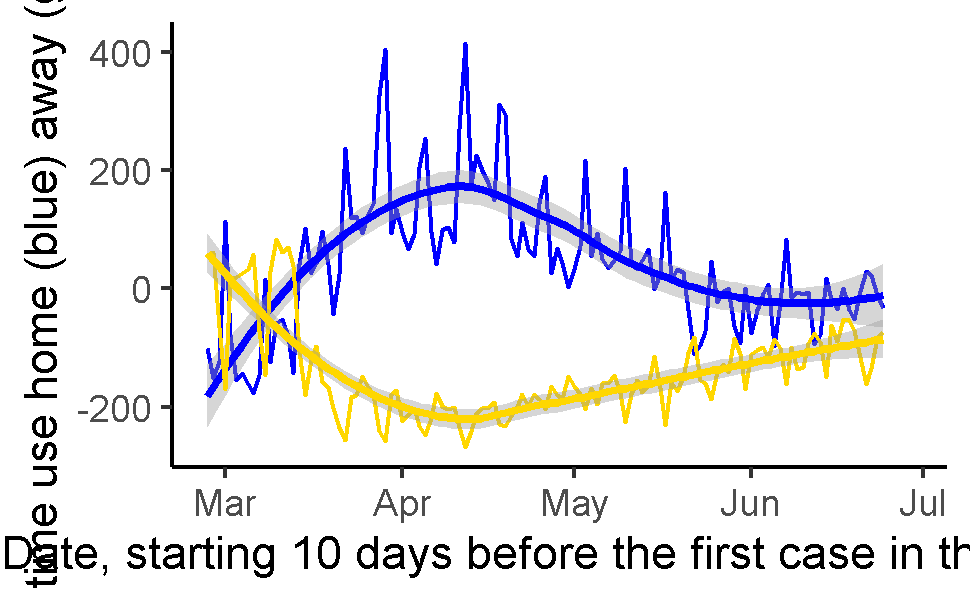 time use home (blue) away (
400
200
0
-200
Mar Apr May Jun Jul
Date, starting 10 days before the first case in th